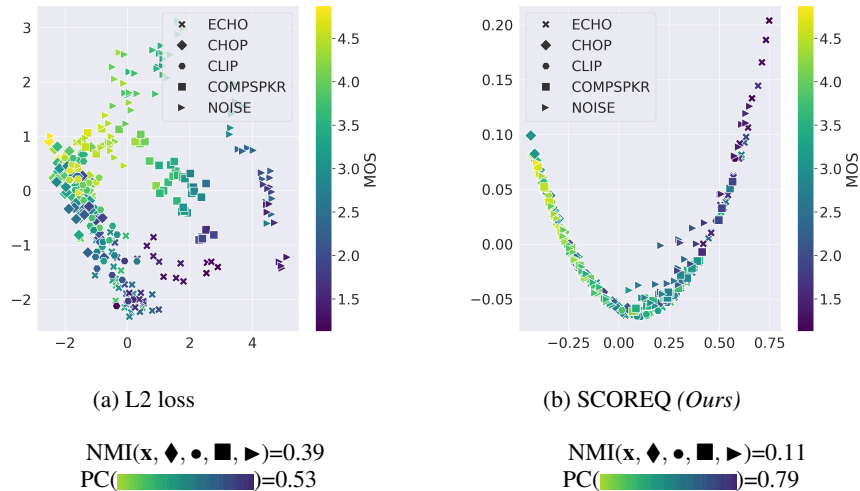 ECHO
CHOP
CLIP
COMPSPKR
NOISE
3
2
1
0
−1
−2
−2
0
2
4
4.5
4.0
3.5
3.0
2.5
2.0
1.5
MOS
(a) L2 loss
NMI(x, ♦, ●, ■, ►)=0.39
PC( )=0.53
ECHO
CHOP
CLIP
COMPSPKR
NOISE
0.20
0.15
0.10
0.05
0.00
−0.05
−0.25
0.00
0.25
0.50
0.75
4.5
4.0
3.5
3.0
2.5
2.0
1.5
MOS
(b) SCOREQ (Ours)
NMI(x, ♦, ●, ■, ►)=0.11
PC( )=0.79